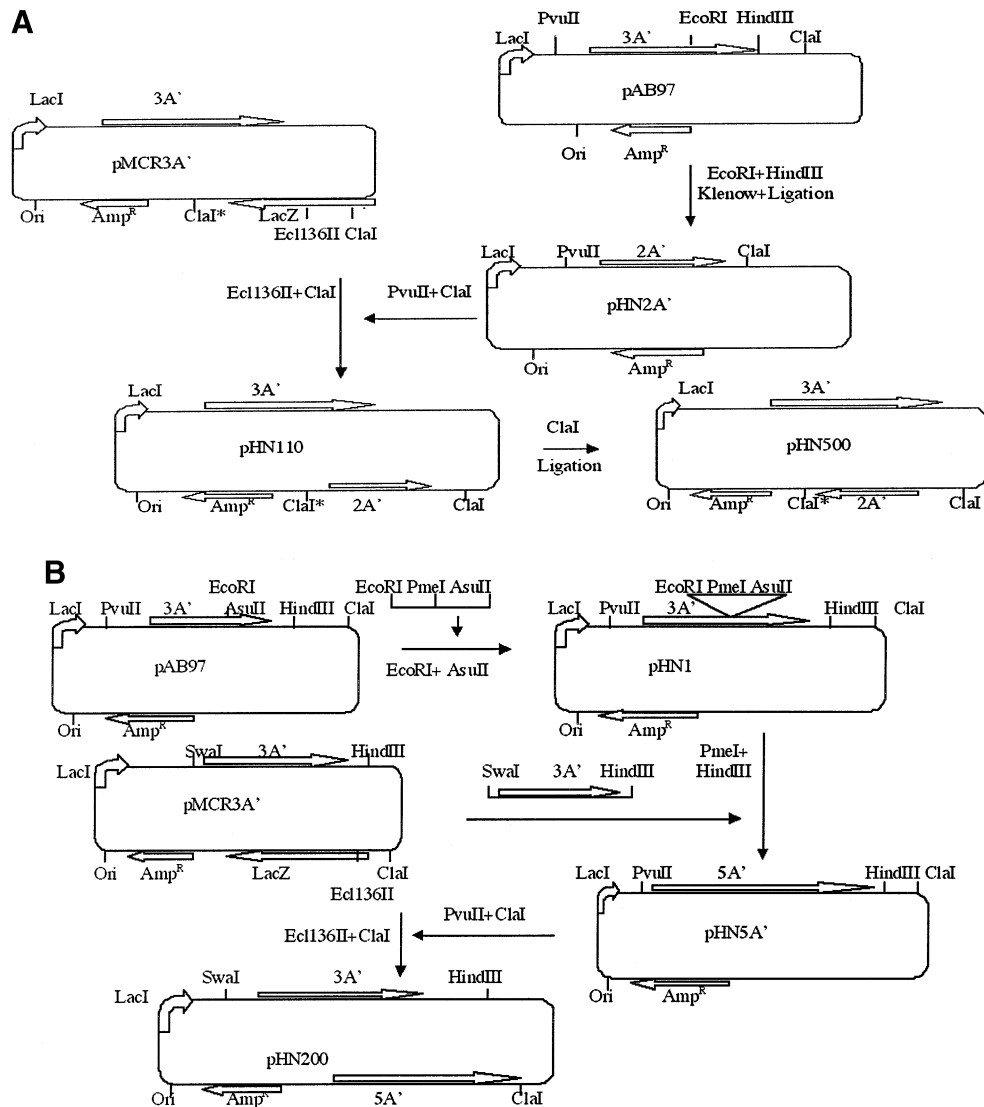 A
PvuII
EcoRI HindIII
LacI
3A'
ClaI
pAB97
Ori
Amp^R
LacI
3A'
pMCR3A'
Ori
Amp^R
ClaI*
LacZ
Ecl136II ClaI
EcoRI+HindIII
Klenow+Ligation
LacI
PvuII
2A'
ClaI
pHN2A'
Ori
Amp^R
Ecl136II+ClaI
PvuII+ClaI
LacI
3A'
pHN110
Ori
Amp^R
ClaI*
2A'
ClaI
ClaI
Ligation
LacI
3A'
pHN500
Ori
Amp^R
ClaI*
2A'
ClaI
B
EcoRI
LacI PvuII 3A' AsuII HindIII ClaI
pAB97
Ori
Amp^R
EcoRI PmeI AsuII
EcoRI+ AsuII
EcoRI PmeI AsuII
LacI PvuII 3A' HindIII ClaI
pHN1
Ori
Amp^R
SwaI 3A' HindIII
LacI
pMCR3A'
Ori Amp^R LacZ ClaI
Ecl136II
SwaI 3A' HindIII
PmeI+
HindIII
LacI PvuII 5A' HindIII ClaI
pHN5A'
Ori
Amp^R
PvuII+ClaI
Ecl136II+ClaI
SwaI 3A' HindIII
LacI
pHN200
Ori Amp^R 5A' ClaI